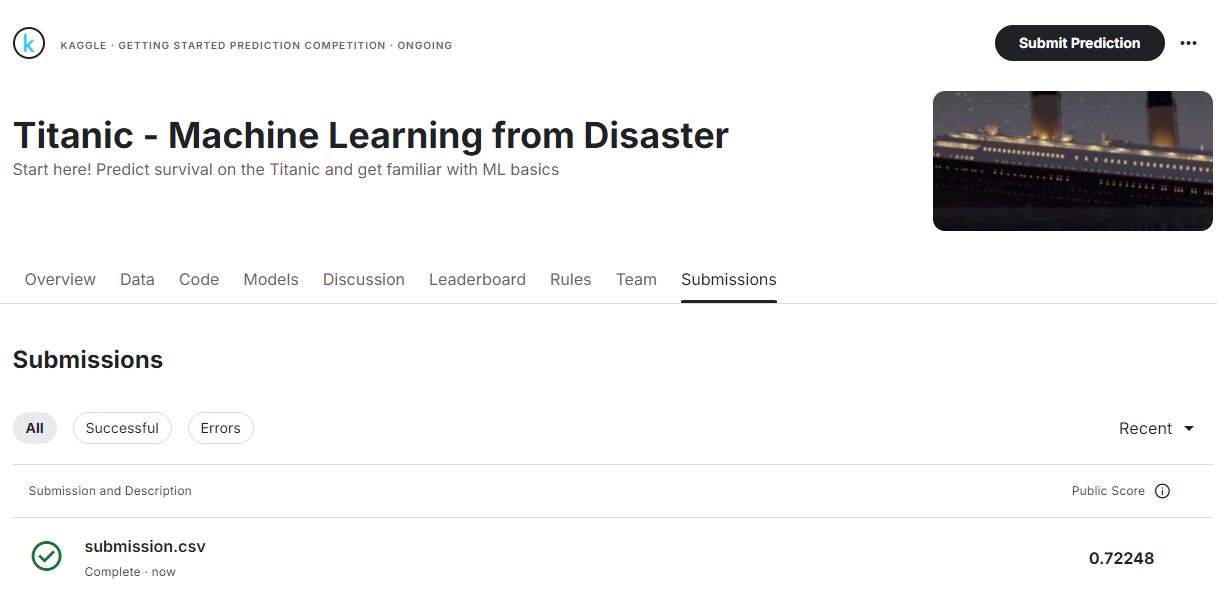 k
KAGGLE · GETTING STARTED PREDICTION COMPETITION · ONGOING
Submit Prediction
Titanic - Machine Learning from Disaster
Start here! Predict survival on the Titanic and get familiar with ML basics
Overview Data Code Models Discussion Leaderboard Rules Team Submissions
Submissions
All Successful Errors Recent
Submission and Description Public Score
submission.csv
0.72248
Complete · now